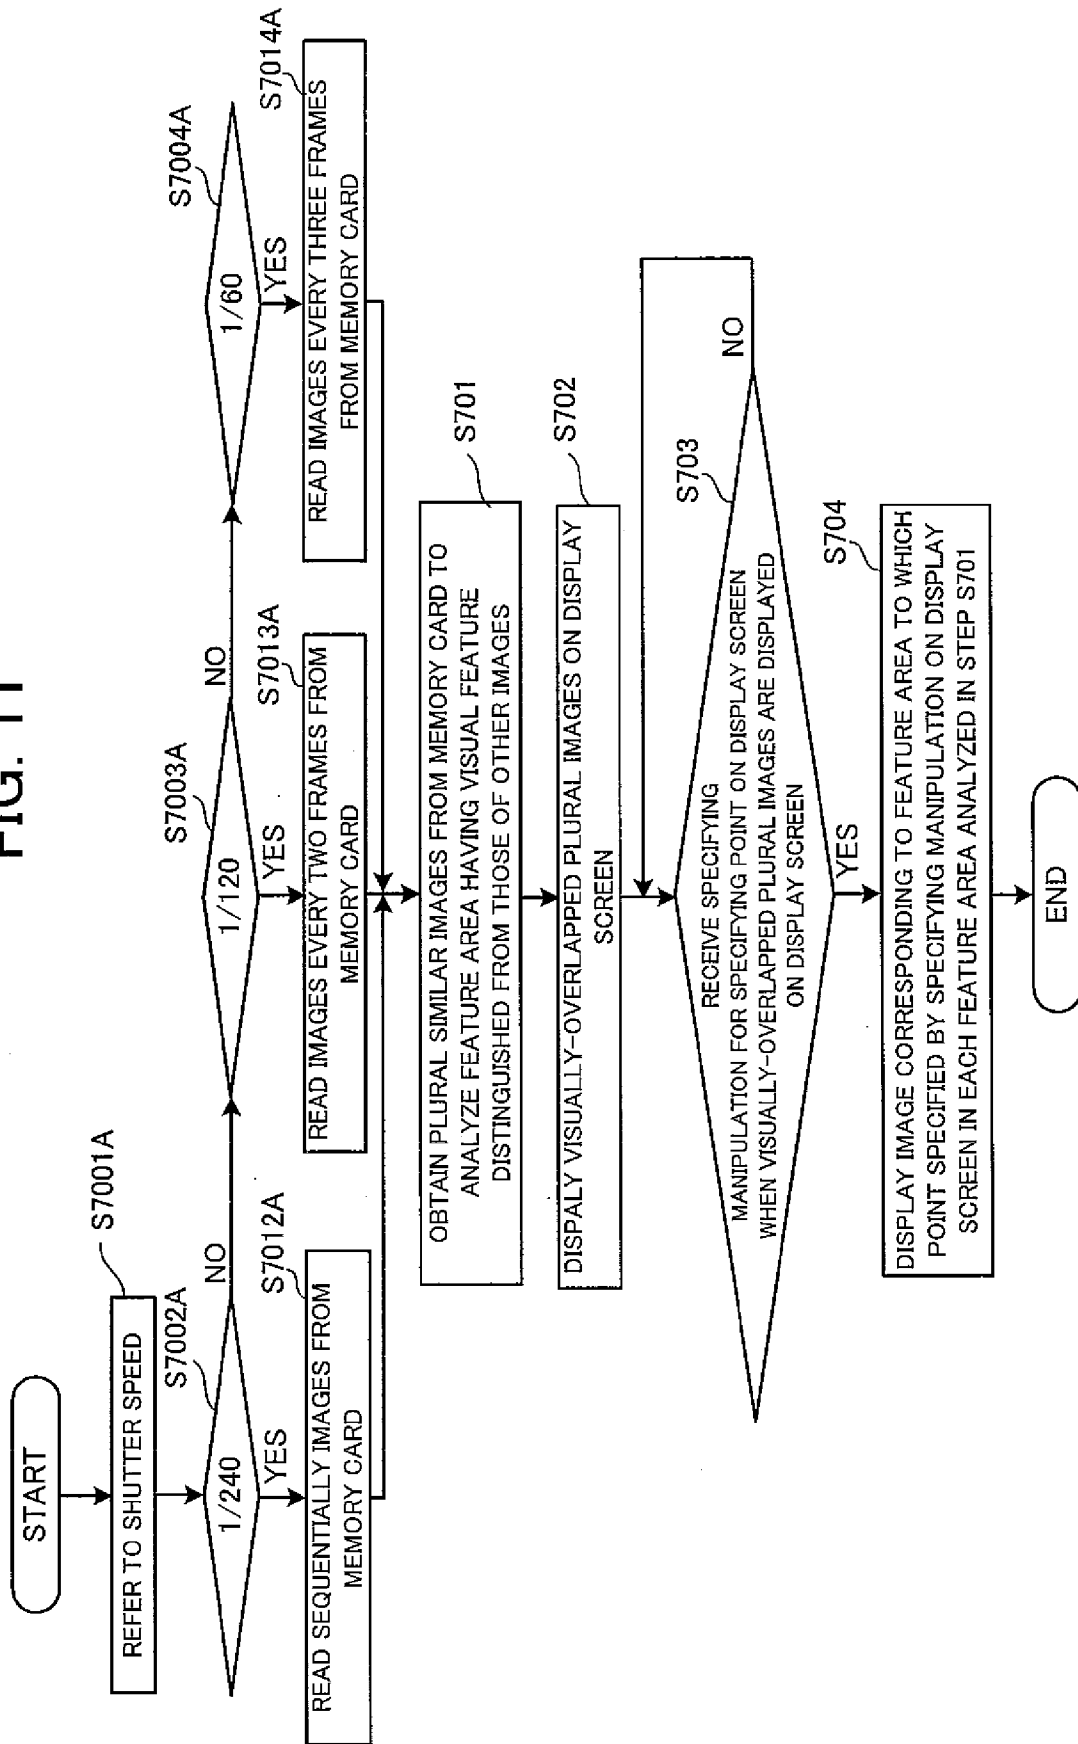 FIG. 11
START
REFER TO SHUTTER SPEED
S7001A
S7002A
1/240
NO
YES
READ SEQUENTIALLY IMAGES FROM
MEMORY CARD
S7012A
S7003A
1/120
NO
YES
READ IMAGES EVERY TWO FRAMES FROM
MEMORY CARD
S7013A
S7004A
1/60
YES
READ IMAGES EVERY THREE FRAMES
FROM MEMORY CARD
S7014A
OBTAIN PLURAL SIMILAR IMAGES FROM MEMORY CARD TO
ANALYZE FEATURE AREA HAVING VISUAL FEATURE
DISTINGUISHED FROM THOSE OF OTHER IMAGES
S701
DISPALY VISUALLY-OVERLAPPED PLURAL IMAGES ON DISPLAY
SCREEN
S702
RECEIVE SPECIFYING
MANIPULATION FOR SPECIFYING POINT ON DISPLAY SCREEN
WHEN VISUALLY-OVERLAPPED PLURAL IMAGES ARE DISPLAYED
ON DISPLAY SCREEN
S703
NO
YES
DISPLAY IMAGE CORRESPONDING TO FEATURE AREA TO WHICH
POINT SPECIFIED BY SPECIFYING MANIPULATION ON DISPLAY
SCREEN IN EACH FEATURE AREA ANALYZED IN STEP S701
S704
END